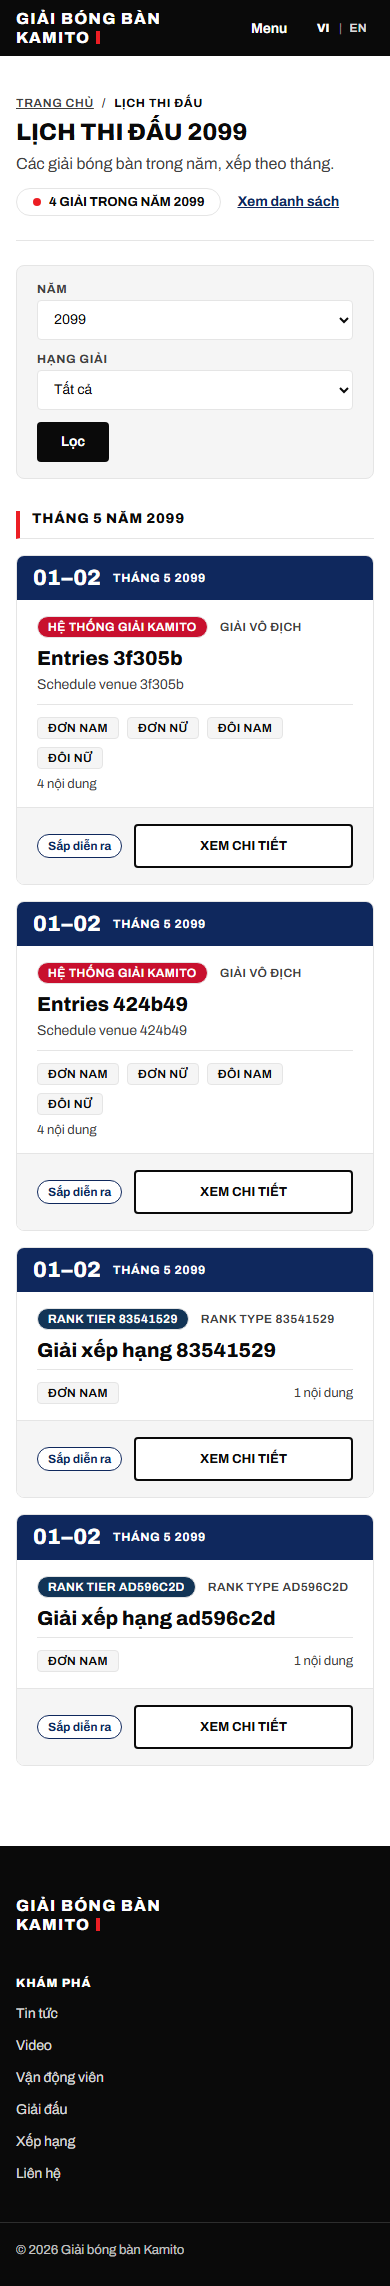 GIẢI BÓNG BÀN
KAMITO
Menu
VI | EN
TRANG CHỦ / LỊCH THI ĐẤU
LỊCH THI ĐẤU 2099
Các giải bóng bàn trong năm, xếp theo tháng.
4 GIẢI TRONG NĂM 2099
Xem danh sách
NĂM
2099
HẠNG GIẢI
Tất cả
Lọc
THÁNG 5 NĂM 2099
01–02 THÁNG 5 2099
HỆ THỐNG GIẢI KAMITO GIẢI VÔ ĐỊCH
Entries 3f305b
Schedule venue 3f305b
ĐƠN NAM ĐƠN NỮ ĐÔI NAM
ĐÔI NỮ
4 nội dung
Sắp diễn ra XEM CHI TIẾT
01–02 THÁNG 5 2099
HỆ THỐNG GIẢI KAMITO GIẢI VÔ ĐỊCH
Entries 424b49
Schedule venue 424b49
ĐƠN NAM ĐƠN NỮ ĐÔI NAM
ĐÔI NỮ
4 nội dung
Sắp diễn ra XEM CHI TIẾT
01–02 THÁNG 5 2099
RANK TIER 83541529 RANK TYPE 83541529
Giải xếp hạng 83541529
ĐƠN NAM 1 nội dung
Sắp diễn ra XEM CHI TIẾT
01–02 THÁNG 5 2099
RANK TIER AD596C2D RANK TYPE AD596C2D
Giải xếp hạng ad596c2d
ĐƠN NAM 1 nội dung
Sắp diễn ra XEM CHI TIẾT
GIẢI BÓNG BÀN
KAMITO
KHÁM PHÁ
Tin tức
Video
Vận động viên
Giải đấu
Xếp hạng
Liên hệ
© 2026 Giải bóng bàn Kamito